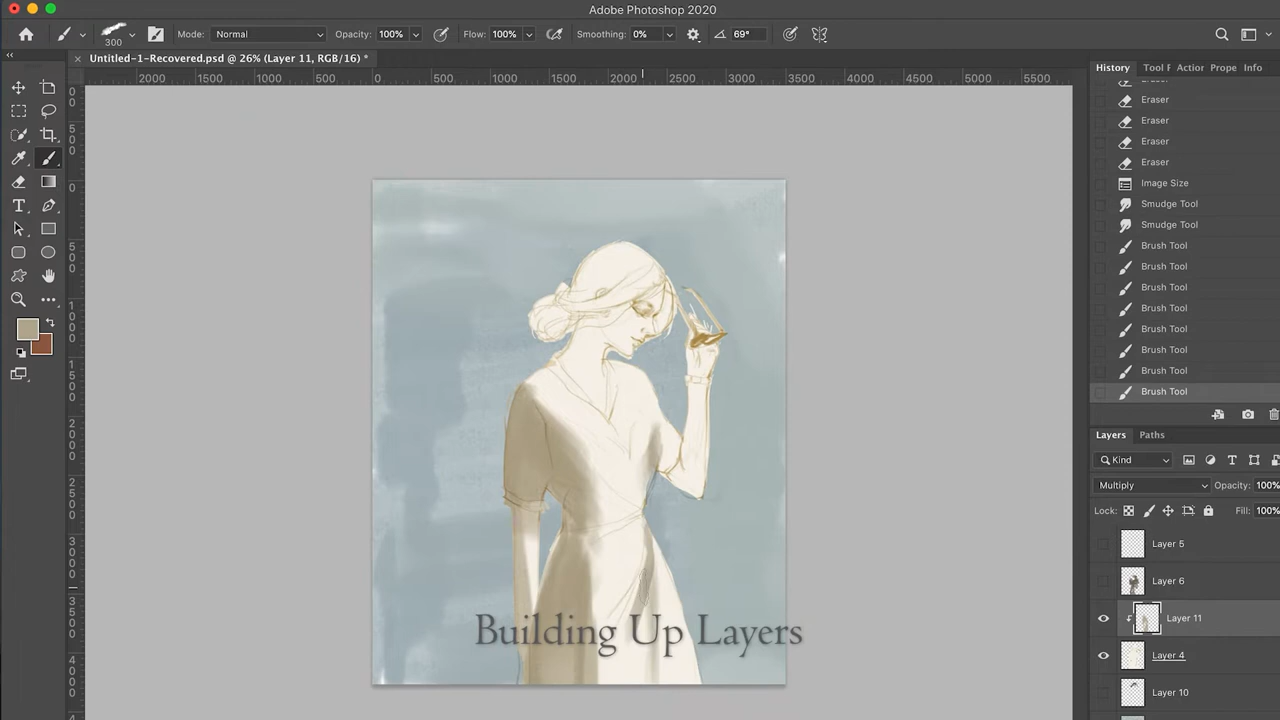 Adobe Photoshop 2020
300
Mode: Normal
Opacity: 100%
Flow: 100%
Smoothing: 0%
69°
Untitled-1-Recovered.psd @ 26% (Layer 11, RGB/16) *
2000 1500 1000 500 0 500 1000 1500 2000 2500 3000 3500 4000 4500 5000 5500
History Tool Actior Prope Info
Eraser
Eraser
Eraser
Eraser
Image Size
Smudge Tool
Smudge Tool
Brush Tool
Brush Tool
Brush Tool
Brush Tool
Brush Tool
Brush Tool
Brush Tool
Brush Tool
Layers Paths
Kind
Multiply Opacity: 100%
Lock: Fill: 100%
Layer 5
Layer 6
Layer 11
Layer 4
Layer 10
Building Up Layers